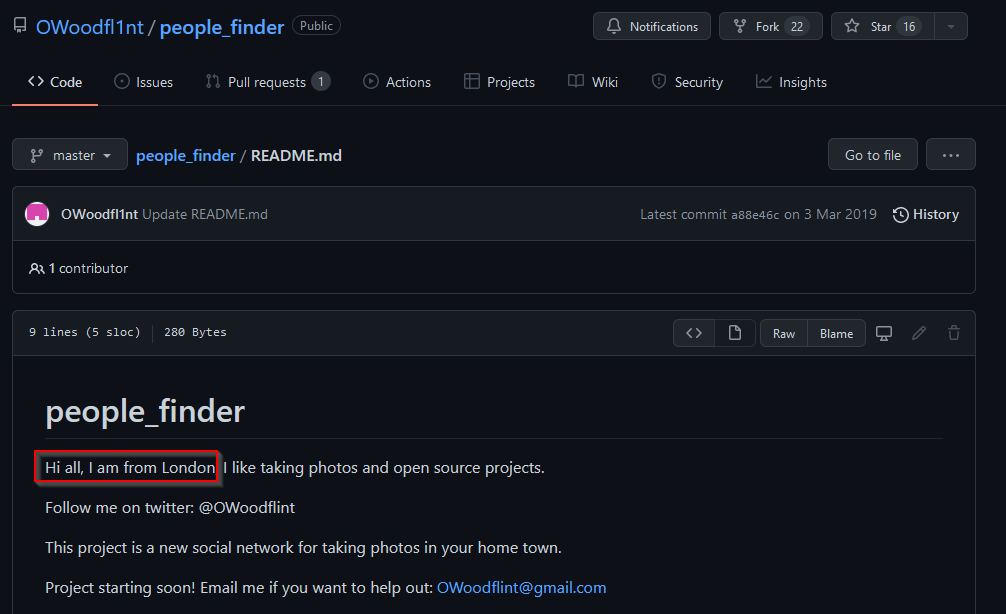 OWoodfl1nt / people_finder Public Notifications Fork 22 Star 16
Code Issues Pull requests 1 Actions Projects Wiki Security Insights
master people_finder / README.md Go to file ...
OWoodfl1nt Update README.md Latest commit a88e46c on 3 Mar 2019 History
1 contributor
9 lines (5 sloc) 280 Bytes Raw Blame
people_finder
Hi all, I am from London, I like taking photos and open source projects.
Follow me on twitter: @OWoodflint
This project is a new social network for taking photos in your home town.
Project starting soon! Email me if you want to help out: OWoodflint@gmail.com